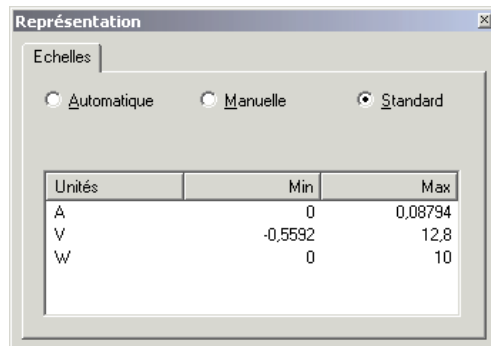 Représentation
Echelles
Automatique Manuelle Standard
Unités Min Max
A 0 0,08794
V -0,5592 12,8
W 0 10